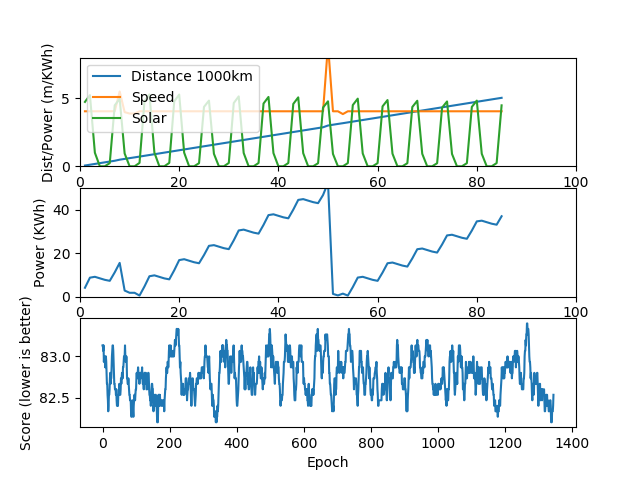 Dist/Power (m/KWh)
5
0
Distance 1000km
Speed
Solar
0 20 40 60 80 100
Power (KWh)
40
20
0
0 20 40 60 80 100
Score (lower is better)
83.0
82.5
0 200 400 600 800 1000 1200 1400
Epoch